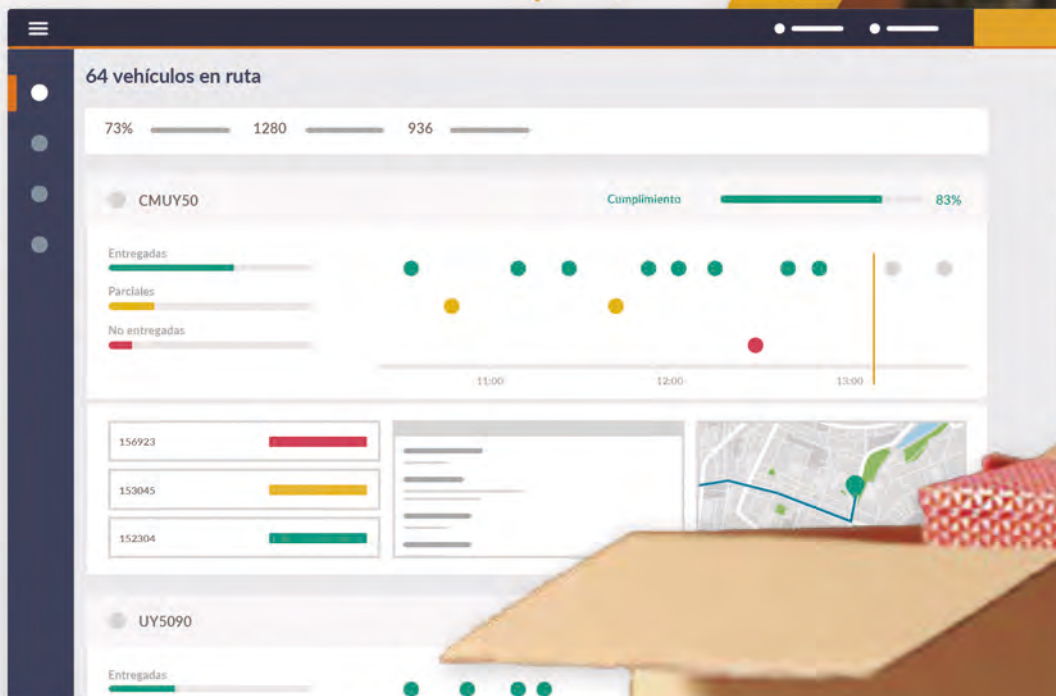 64 vehículos en ruta
73% 1280 936
CMUY50 Cumplimiento 83%
Entregadas
Parciales
No entregadas
11:00 12:00 13:00
156923
153045
152304
UY5090
Entregadas